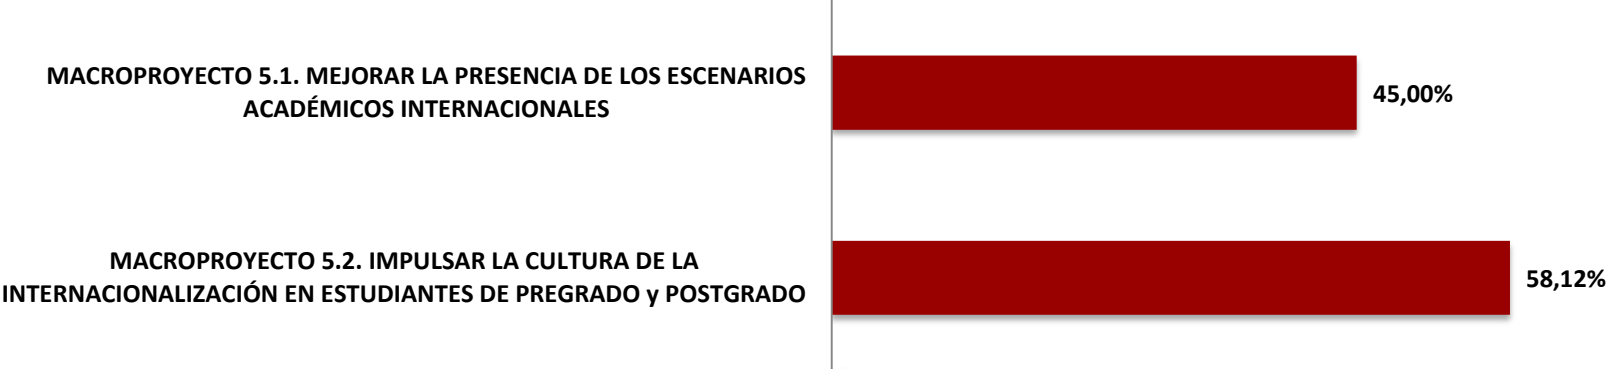 MACROPROYECTO 5.1. MEJORAR LA PRESENCIA DE LOS ESCENARIOS
ACADÉMICOS INTERNACIONALES
45,00%
MACROPROYECTO 5.2. IMPULSAR LA CULTURA DE LA
INTERNACIONALIZACIÓN EN ESTUDIANTES DE PREGRADO y POSTGRADO
58,12%